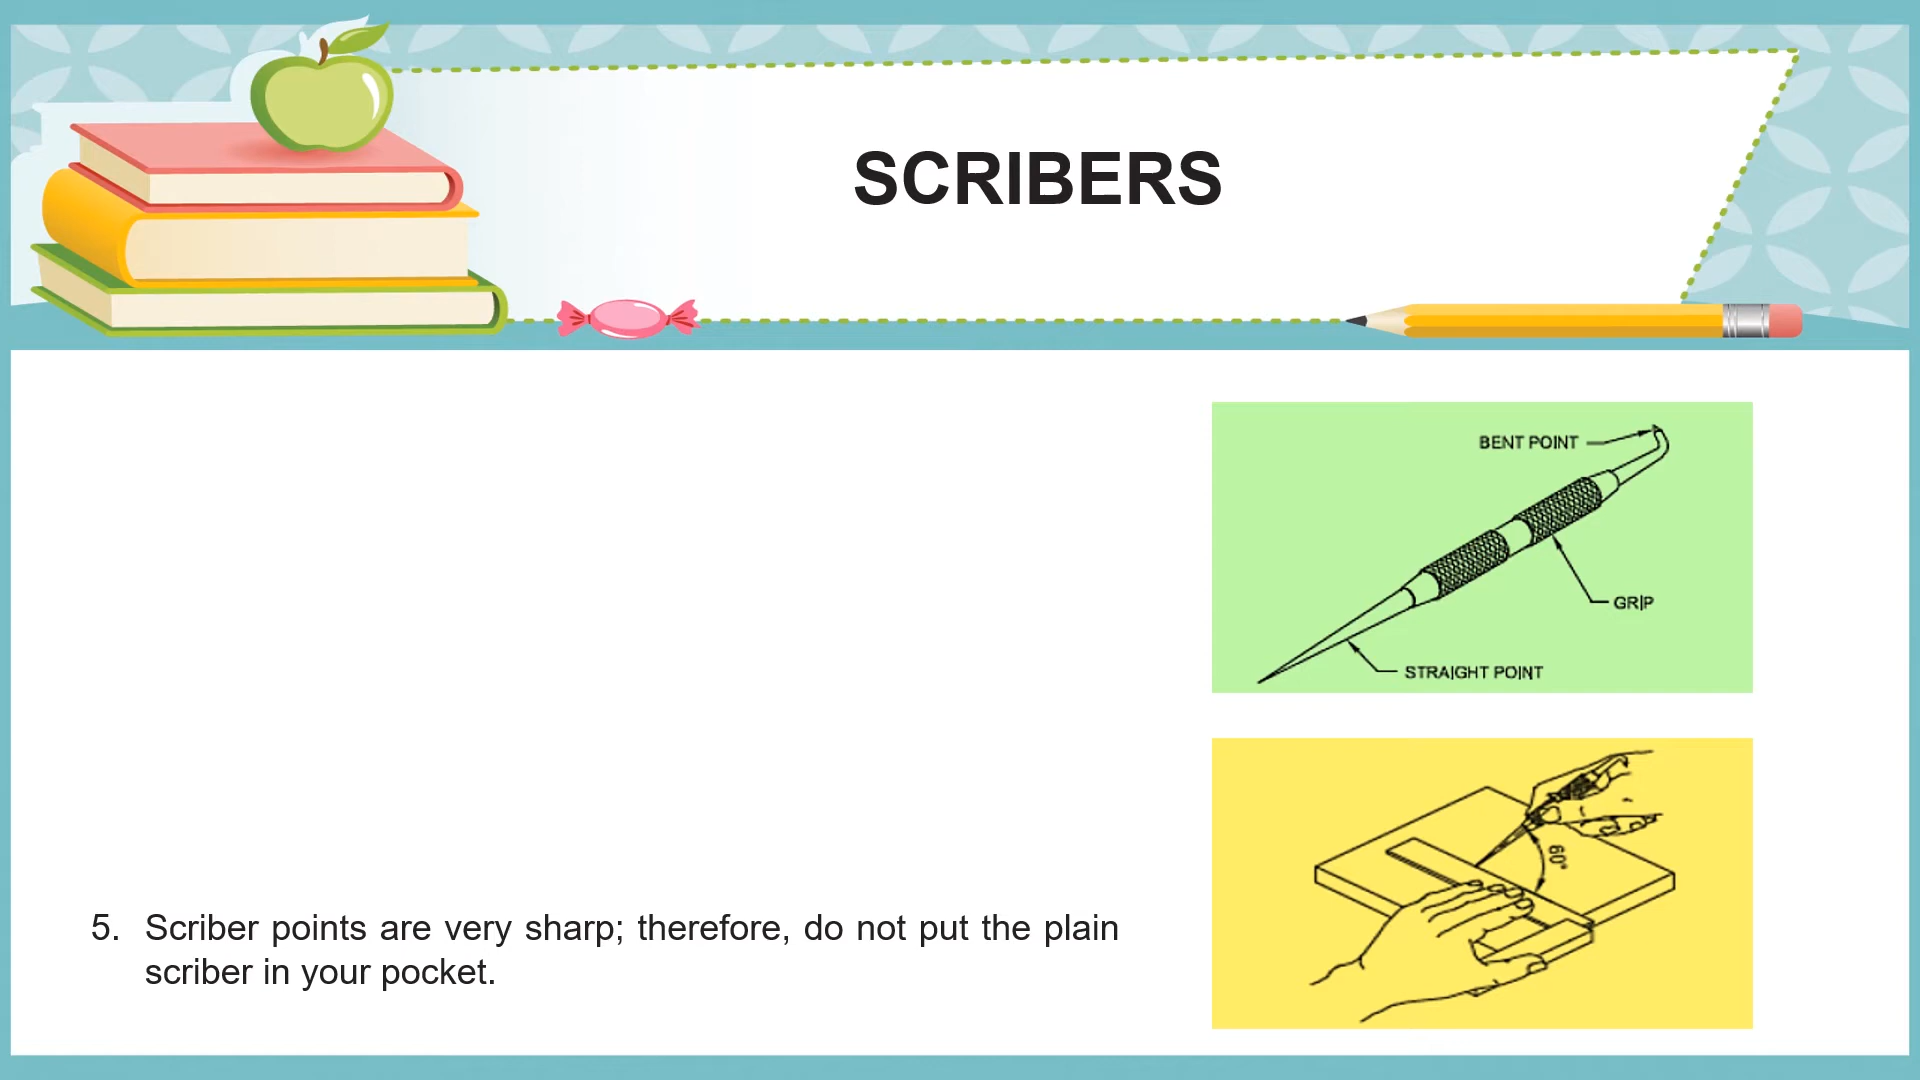 SCRIBERS
BENT POINT
GRIP
STRAIGHT POINT
60°
5. Scriber points are very sharp; therefore, do not put the plain
scriber in your pocket.